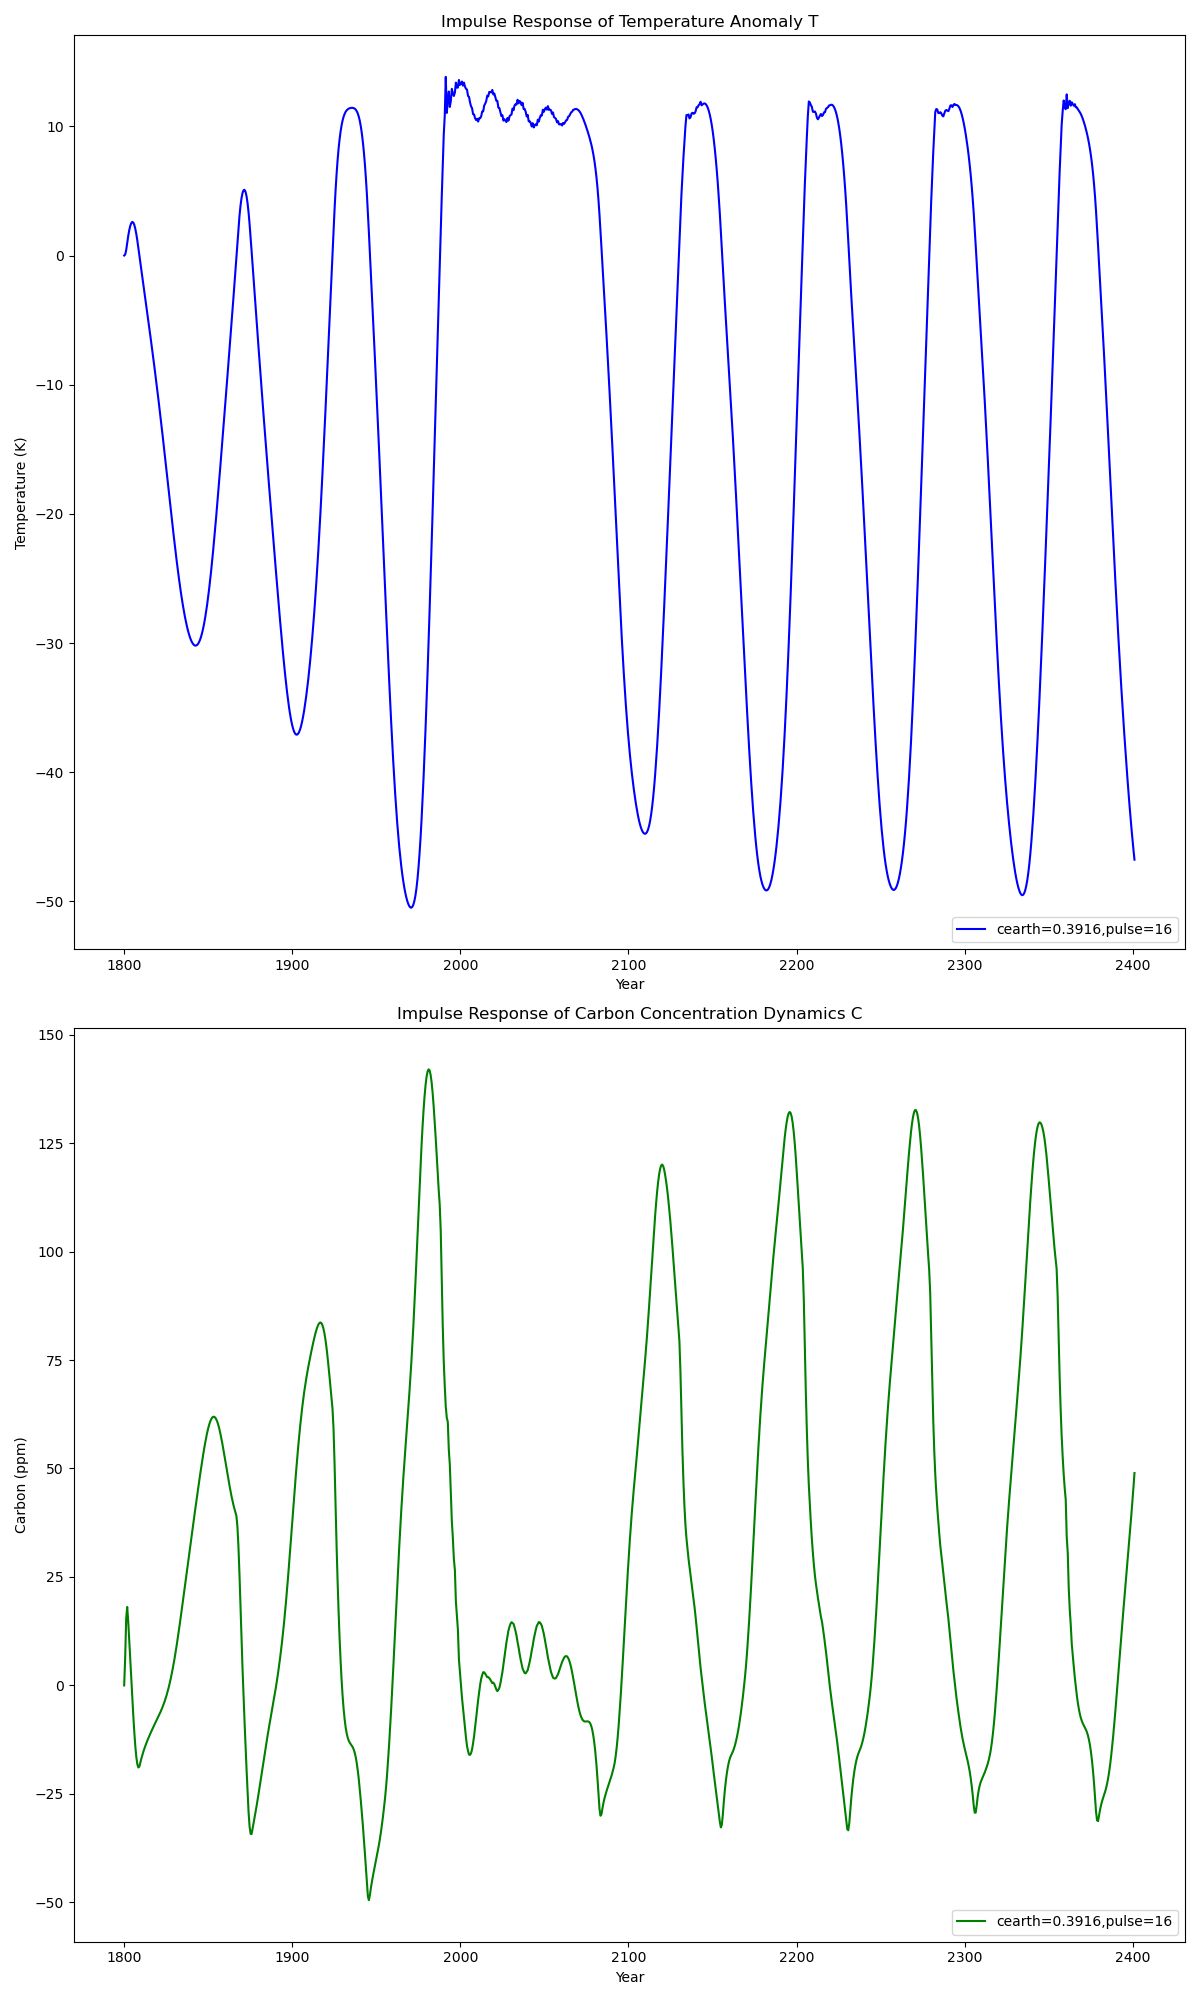 Impulse Response of Temperature Anomaly T
10
0
−10
−20
−30
−40
−50
Temperature (K)
cearth=0.3916,pulse=16
1800 1900 2000 2100 2200 2300 2400
Year
Impulse Response of Carbon Concentration Dynamics C
150
125
100
75
50
25
0
−25
−50
Carbon (ppm)
cearth=0.3916,pulse=16
1800 1900 2000 2100 2200 2300 2400
Year